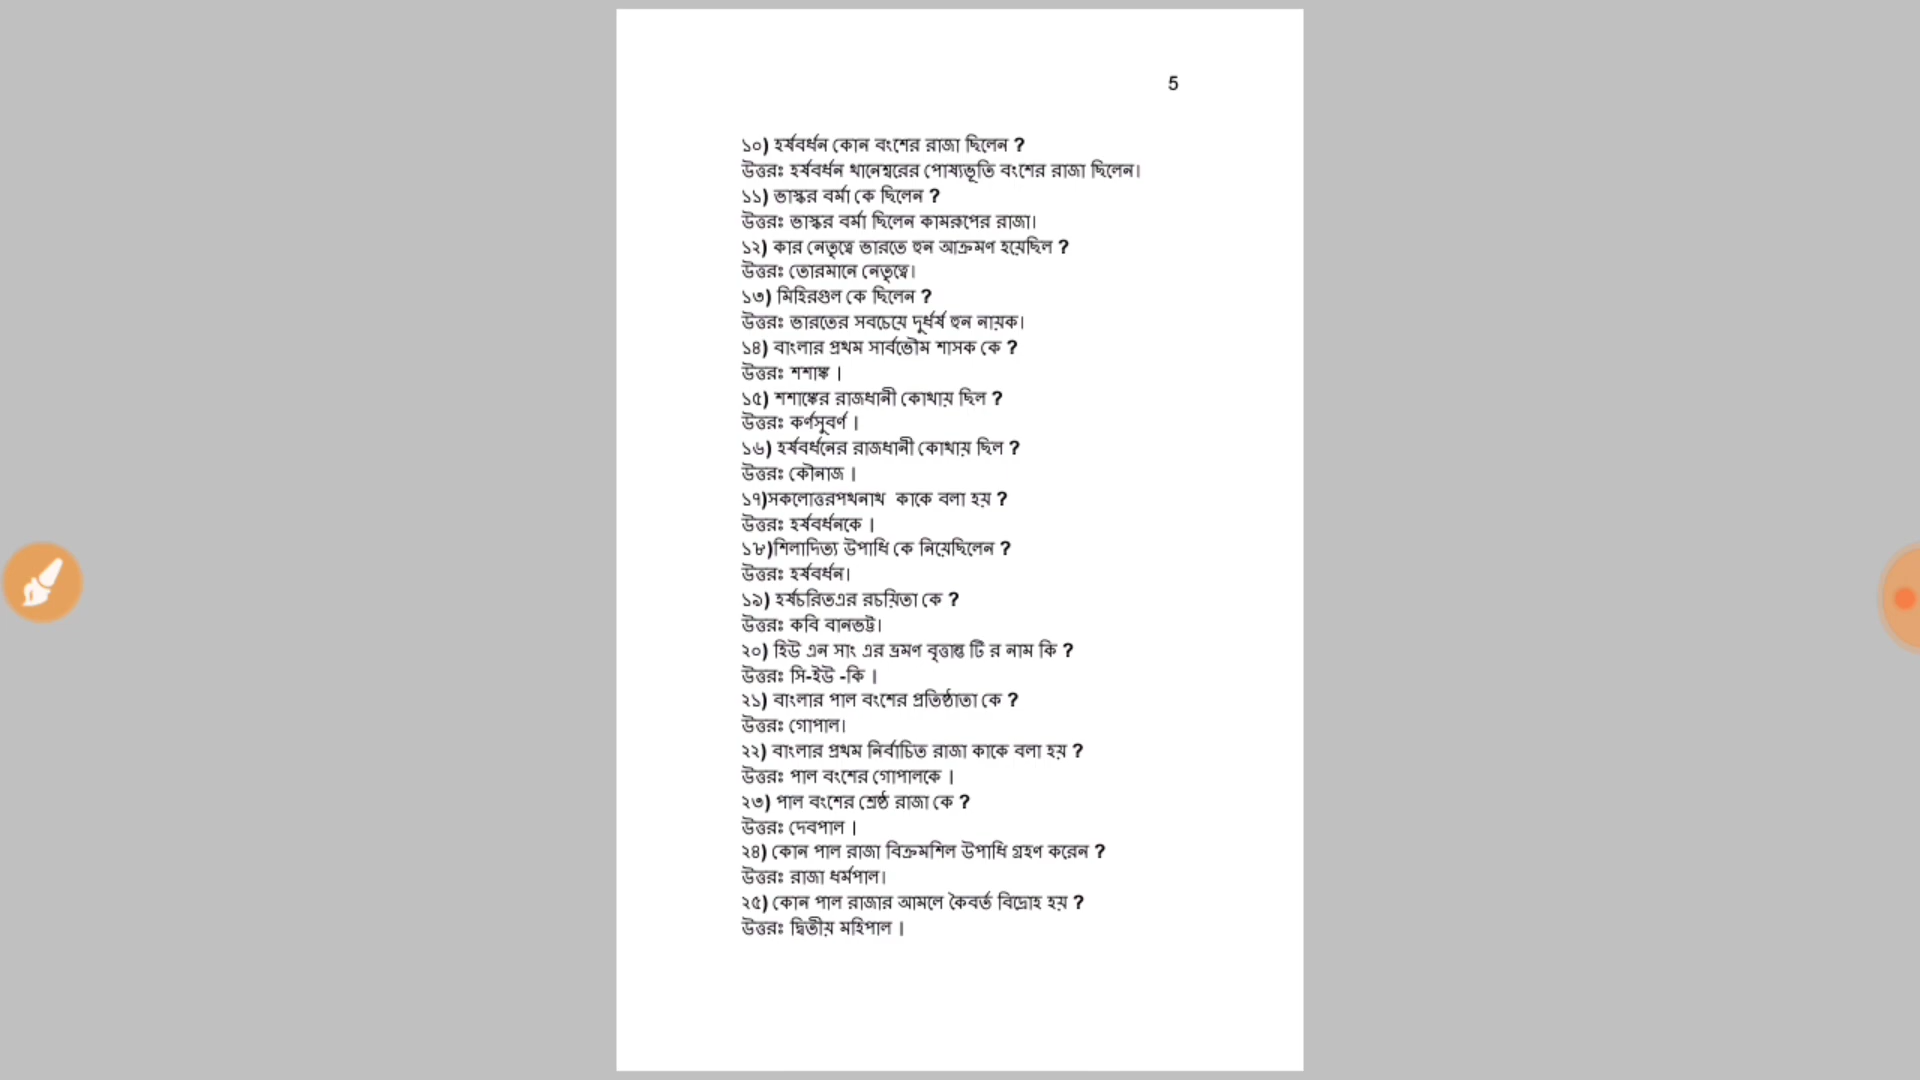 5
১০) হর্ষবর্ধন কোন বংশের রাজা ছিলেন ?
উত্তরঃ হর্ষবর্ধন থানেশ্বরের পোষ্যভূতি বংশের রাজা ছিলেন।
১১) ভাস্কর বর্মা কে ছিলেন ?
উত্তরঃ ভাস্কর বর্মা ছিলেন কামরূপের রাজা।
১২) কার নেতৃত্বে ভারতে হুন আক্রমণ হয়েছিল ?
উত্তরঃ তোরমানে নেতৃত্বে।
১৩) মিহিরগুল কে ছিলেন ?
উত্তরঃ ভারতের সবচেয়ে দুর্ধর্ষ হুন নায়ক।
১৪) বাংলার প্রথম সার্বভৌম শাসক কে ?
উত্তরঃ শশাঙ্ক ।
১৫) শশাঙ্কের রাজধানী কোথায় ছিল ?
উত্তরঃ কর্ণসুবর্ণ ।
১৬) হর্ষবর্ধনের রাজধানী কোথায় ছিল ?
উত্তরঃ কৌনাজ ।
১৭)সকলোত্তরপথনাথ কাকে বলা হয় ?
উত্তরঃ হর্ষবর্ধনকে ।
১৮)শিলাদিত্য উপাধি কে নিয়েছিলেন ?
উত্তরঃ হর্ষবর্ধন।
১৯) হর্ষচরিতএর রচয়িতা কে ?
উত্তরঃ কবি বানভট্ট।
২০) হিউ এন সাং এর ভ্রমণ বৃত্তান্ত টি র নাম কি ?
উত্তরঃ সি-ইউ -কি ।
২১) বাংলার পাল বংশের প্রতিষ্ঠাতা কে ?
উত্তরঃ গোপাল।
২২) বাংলার প্রথম নির্বাচিত রাজা কাকে বলা হয় ?
উত্তরঃ পাল বংশের গোপালকে ।
২৩) পাল বংশের শ্রেষ্ঠ রাজা কে ?
উত্তরঃ দেবপাল ।
২৪) কোন পাল রাজা বিক্রমশিল উপাধি গ্রহণ করেন ?
উত্তরঃ রাজা ধর্মপাল।
২৫) কোন পাল রাজার আমলে কৈবর্ত বিদ্রোহ হয় ?
উত্তরঃ দ্বিতীয় মহিপাল ।